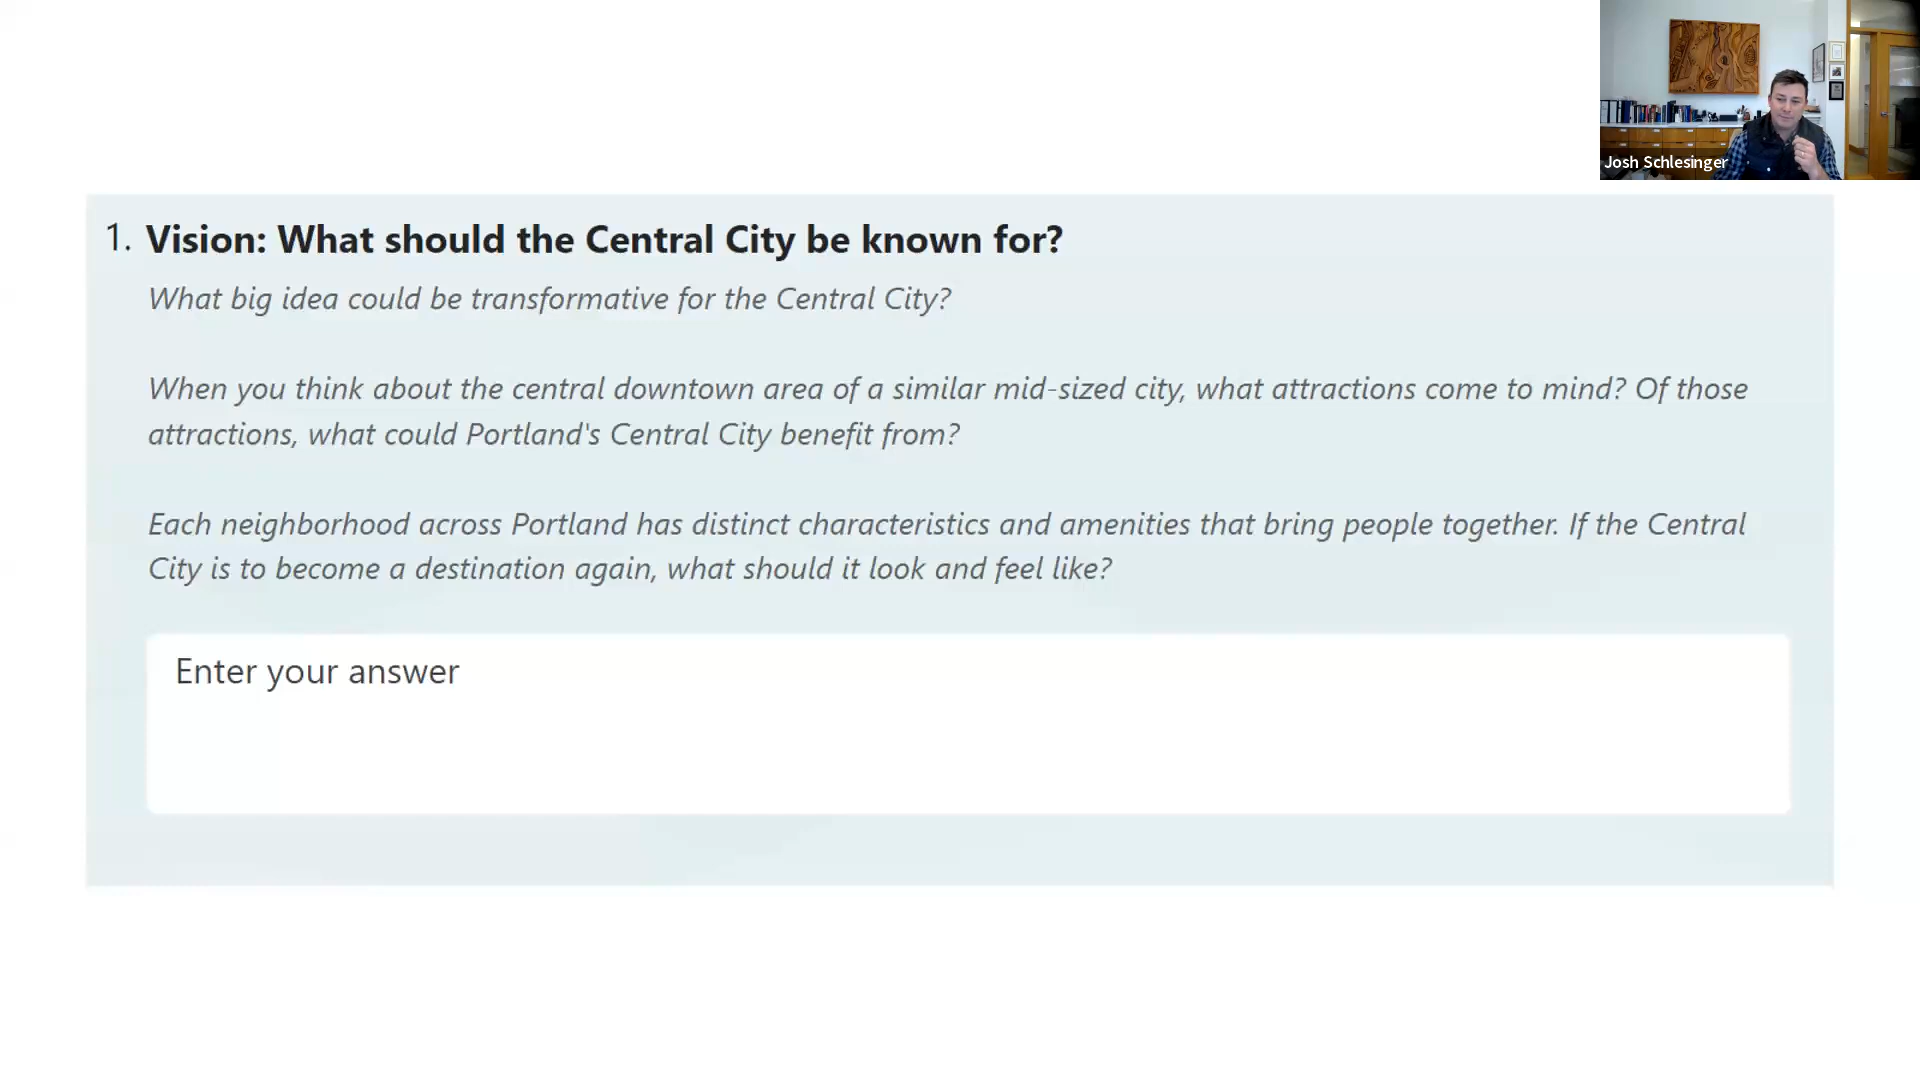 Josh Schlesinger
1. Vision: What should the Central City be known for?
What big idea could be transformative for the Central City?
When you think about the central downtown area of a similar mid-sized city, what attractions come to mind? Of those
attractions, what could Portland's Central City benefit from?
Each neighborhood across Portland has distinct characteristics and amenities that bring people together. If the Central
City is to become a destination again, what should it look and feel like?
Enter your answer